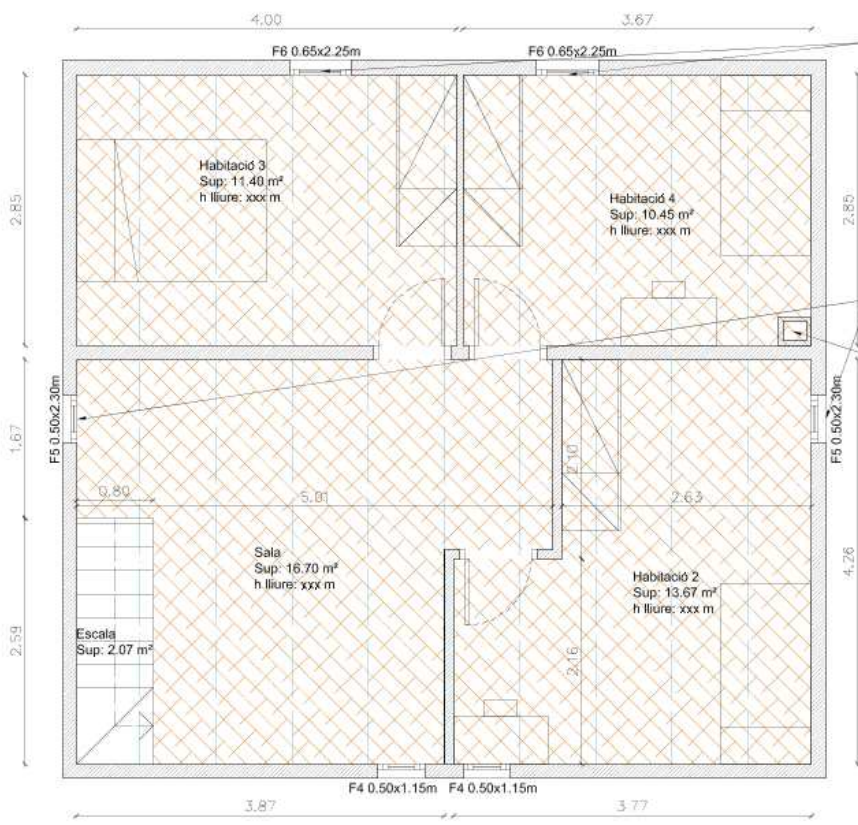 4.00
3.67
F6 0.65x2.25m
F6 0.65x2.25m
2.85
Habitació 3
Sup: 11.40 m²
h lliure: xxx m
Habitació 4
Sup: 10.45 m²
h lliure: xxx m
2.85
F5 0.50x2.30m
1.67
0.80
5.01
2.10
2.63
F5 0.50x2.30m
4.26
Sala
Sup: 16.70 m²
h lliure: xxx m
Habitació 2
Sup: 13.67 m²
h lliure: xxx m
2.59
Escala
Sup: 2.07 m²
2.16
F4 0.50x1.15m
F4 0.50x1.15m
3.87
3.77